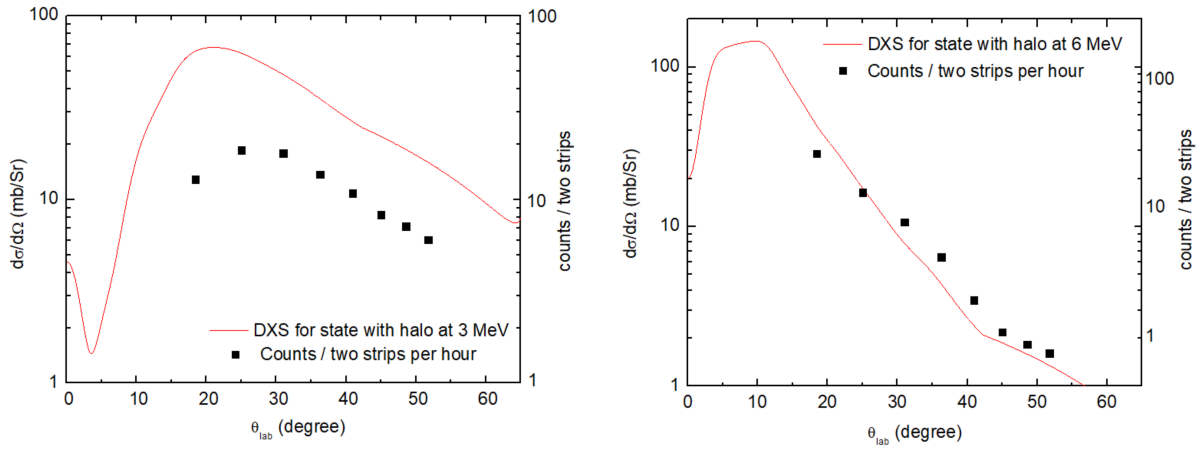 100
10
1
dσ/dΩ (mb/Sr)
100
10
1
counts / two strips
DXS for state with halo at 3 MeV
Counts / two strips per hour
0 10 20 30 40 50 60
θlab (degree)
100
10
1
dσ/dΩ (mb/Sr)
100
10
1
counts / two strips
DXS for state with halo at 6 MeV
Counts / two strips per hour
0 10 20 30 40 50 60
θlab (degree)